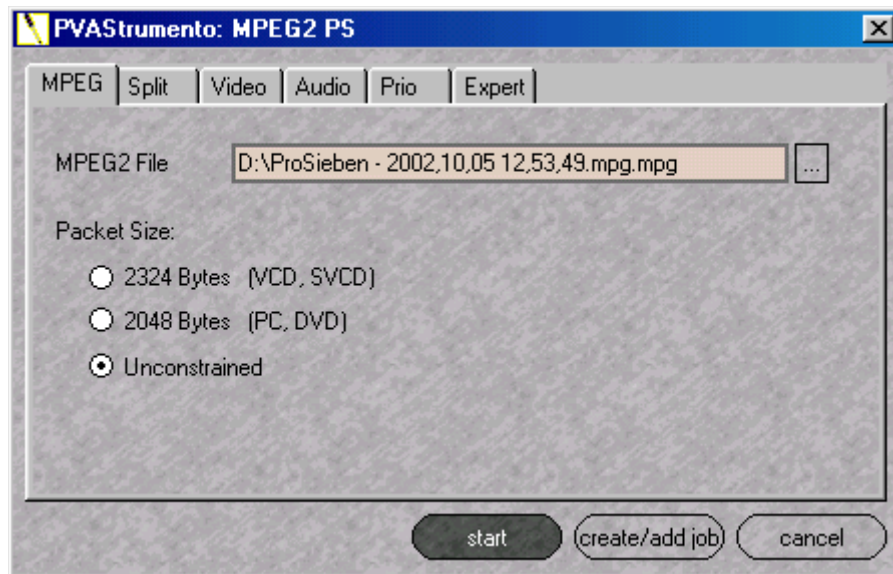 PVAStrumento: MPEG2 PS
MPEG Split Video Audio Prio Expert
MPEG2 File D:\ProSieben - 2002,10,05 12,53,49.mpg.mpg ...
Packet Size:
2324 Bytes (VCD, SVCD)
2048 Bytes (PC, DVD)
Unconstrained
start create/add job cancel